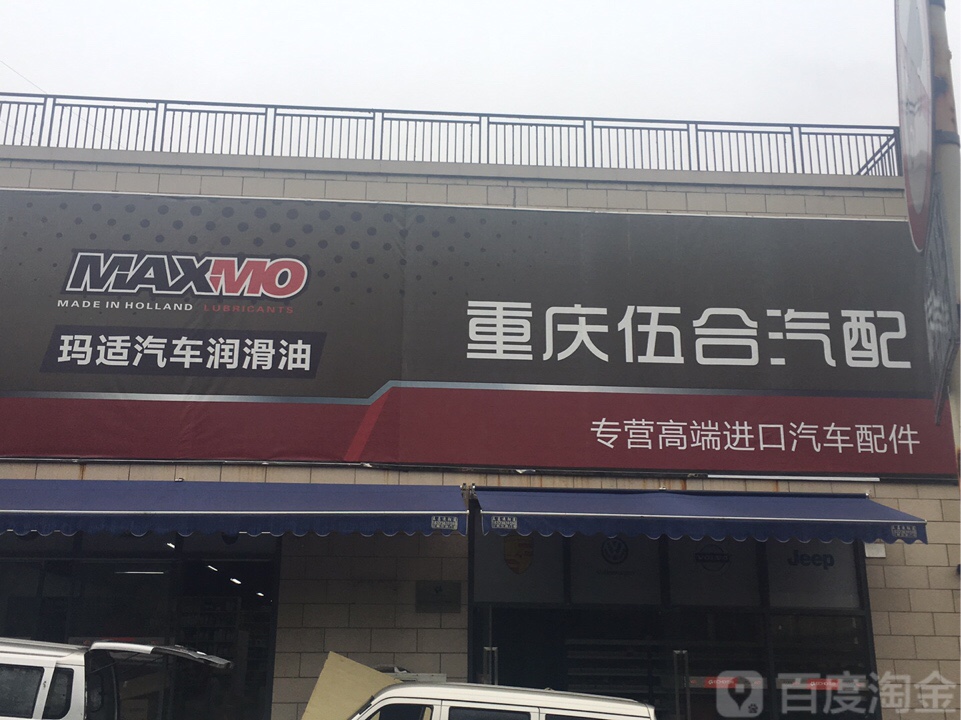 MAXMO
MADE IN HOLLAND LUBRICANTS
玛适汽车润滑油
重庆伍合汽配
专营高端进口汽车配件
Jeep
百度淘金